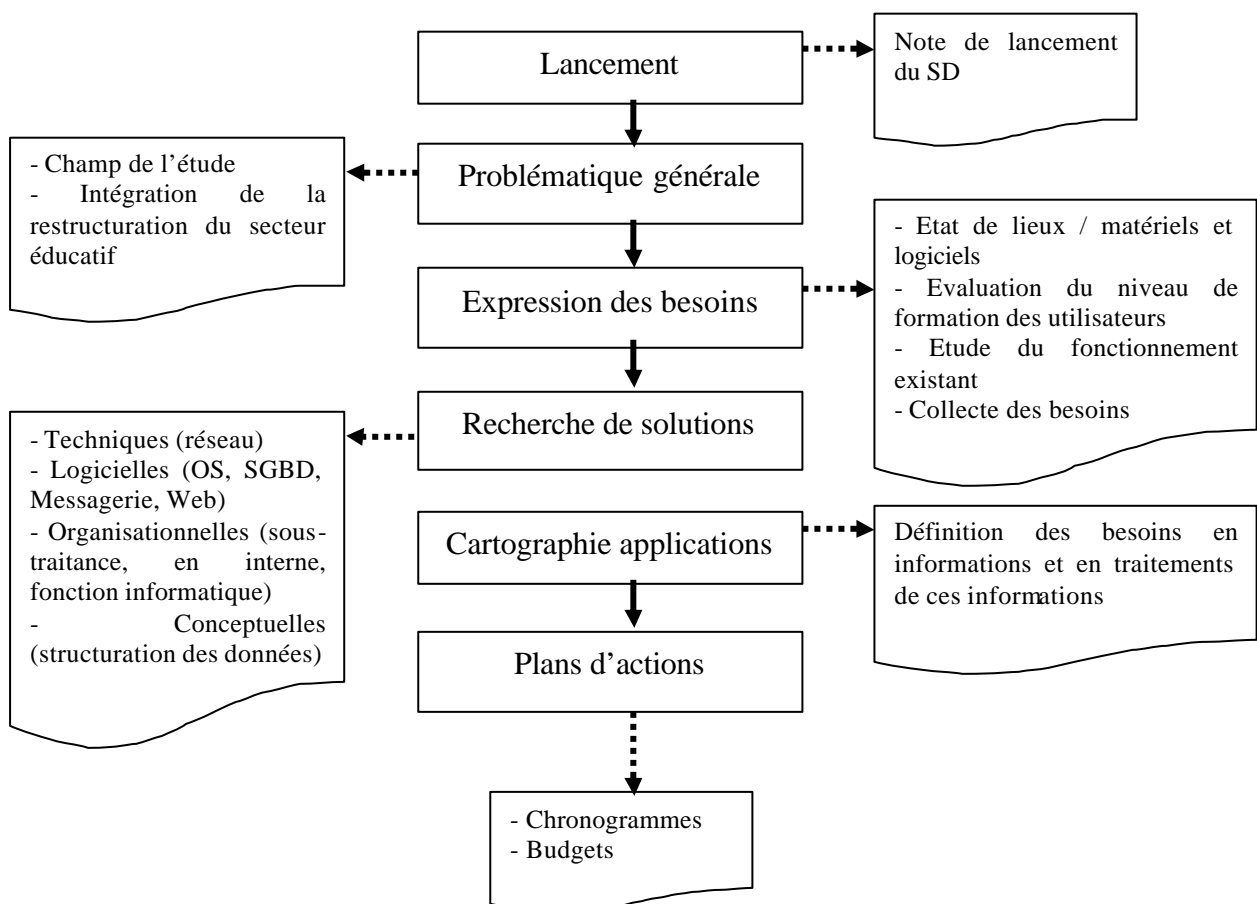 Lancement
Note de lancement
du SD
- Champ de l’étude
- Intégration de la
restructuration du secteur
éducatif
Problématique générale
- Etat de lieux / matériels et
logiciels
- Evaluation du niveau de
formation des utilisateurs
- Etude du fonctionnement
existant
- Collecte des besoins
Expression des besoins
- Techniques (réseau)
- Logicielles (OS, SGBD,
Messagerie, Web)
- Organisationnelles (sous-
traitance, en interne,
fonction informatique)
- Conceptuelles
(structuration des données)
Recherche de solutions
Cartographie applications
Définition des besoins en
informations et en traitements
de ces informations
Plans d’actions
- Chronogrammes
- Budgets